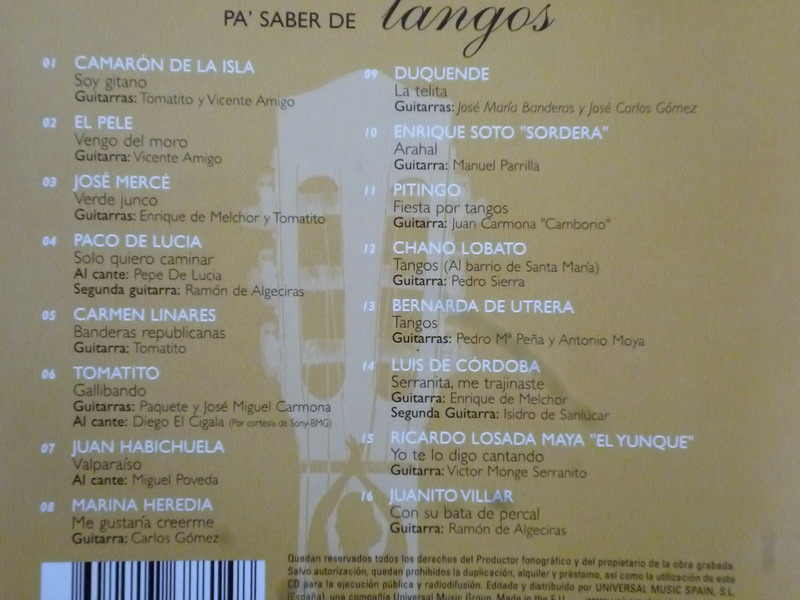 PA' SABER DE tangos
01 CAMARÓN DE LA ISLA
Soy gitano
Guitarras: Tomatito y Vicente Amigo
02 EL PELE
Vengo del moro
Guitarra: Vicente Amigo
03 JOSÉ MERCÉ
Verde junco
Guitarras: Enrique de Melchor y Tomatito
04 PACO DE LUCIA
Solo quiero caminar
Al cante: Pepe De Lucia
Segunda guitarra: Ramón de Algeciras
05 CARMEN LINARES
Banderas republicanas
Guitarra: Tomatito
06 TOMATITO
Gallibando
Guitarras: Paquete y José Miguel Carmona
Al cante: Diego El Cigala (Por cortesía de Sony-BMG)
07 JUAN HABICHUELA
Valparaíso
Al cante: Miguel Poveda
08 MARINA HEREDIA
Me gustaría creerme
Guitarra: Carlos Gómez
09 DUQUENDE
La telita
Guitarras: José María Banderas y José Carlos Gómez
10 ENRIQUE SOTO "SORDERA"
Arahal
Guitarra: Manuel Parrilla
11 PITINGO
Fiesta por tangos
Guitarra: Juan Carmona "Camborio"
12 CHANO LOBATO
Tangos (Al barrio de Santa María)
Guitarra: Pedro Sierra
13 BERNARDA DE UTRERA
Tangos
Guitarras: Pedro Mª Peña y Antonio Moya
14 LUIS DE CÓRDOBA
Serranita, me trajinaste
Guitarra: Enrique de Melchor
Segunda Guitarra: Isidro de Sanlúcar
15 RICARDO LOSADA MAYA "EL YUNQUE"
Yo te lo digo cantando
Guitarra: Victor Monge Serranito
16 JUANITO VILLAR
Con su bata de percal
Guitarra: Ramón de Algeciras
Quedan reservados todos los derechos del Productor fonográfico y del propietario de la obra grabada.
Salvo autorización, quedan prohibidos la duplicación, alquiler y préstamo, así como la utilización de este
CD para la ejecución pública y radiodifusión. Editado y distribuido por UNIVERSAL MUSIC SPAIN, S.L.
(España), una compañía Universal Music Group. Made in the E.U.